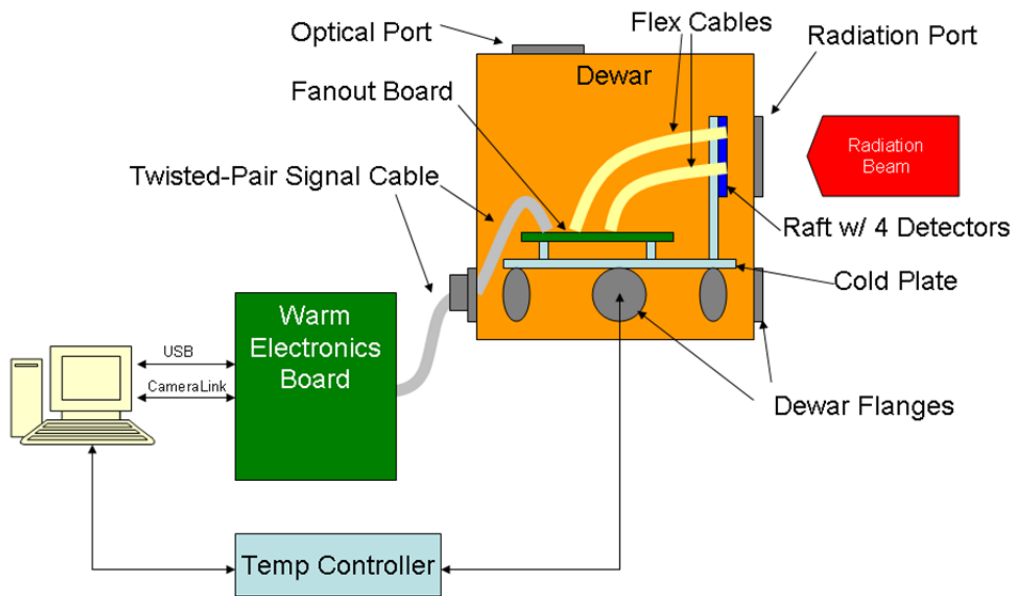 Optical Port
Flex Cables
Radiation Port
Dewar
Fanout Board
Radiation
Beam
Twisted-Pair Signal Cable
Raft w/ 4 Detectors
Cold Plate
Warm
Electronics
Board
USB
CameraLink
Dewar Flanges
Temp Controller